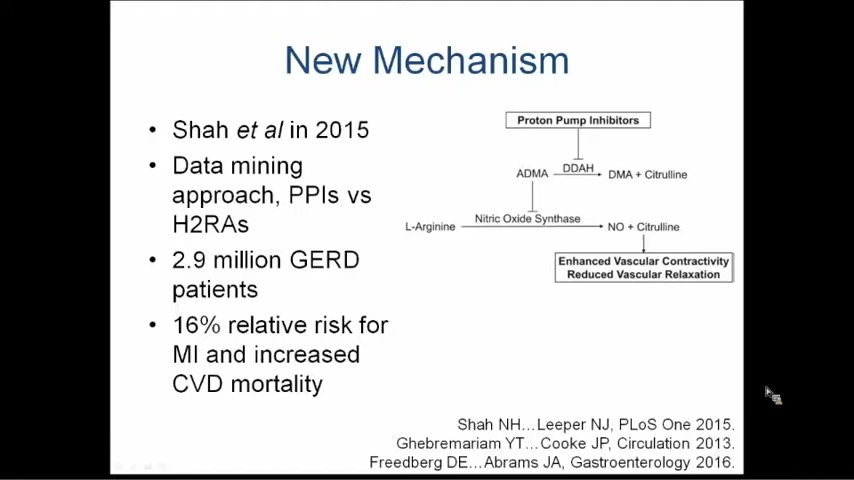 New Mechanism
• Shah et al in 2015
• Data mining
approach, PPIs vs
H2RAs
• 2.9 million GERD
patients
• 16% relative risk for
MI and increased
CVD mortality
Proton Pump Inhibitors
ADMA DDAH DMA + Citrulline
L-Arginine Nitric Oxide Synthase NO + Citrulline
Enhanced Vascular Contractivity
Reduced Vascular Relaxation
Shah NH…Leeper NJ, PLoS One 2015.
Ghebremariam YT…Cooke JP, Circulation 2013.
Freedberg DE…Abrams JA, Gastroenterology 2016.